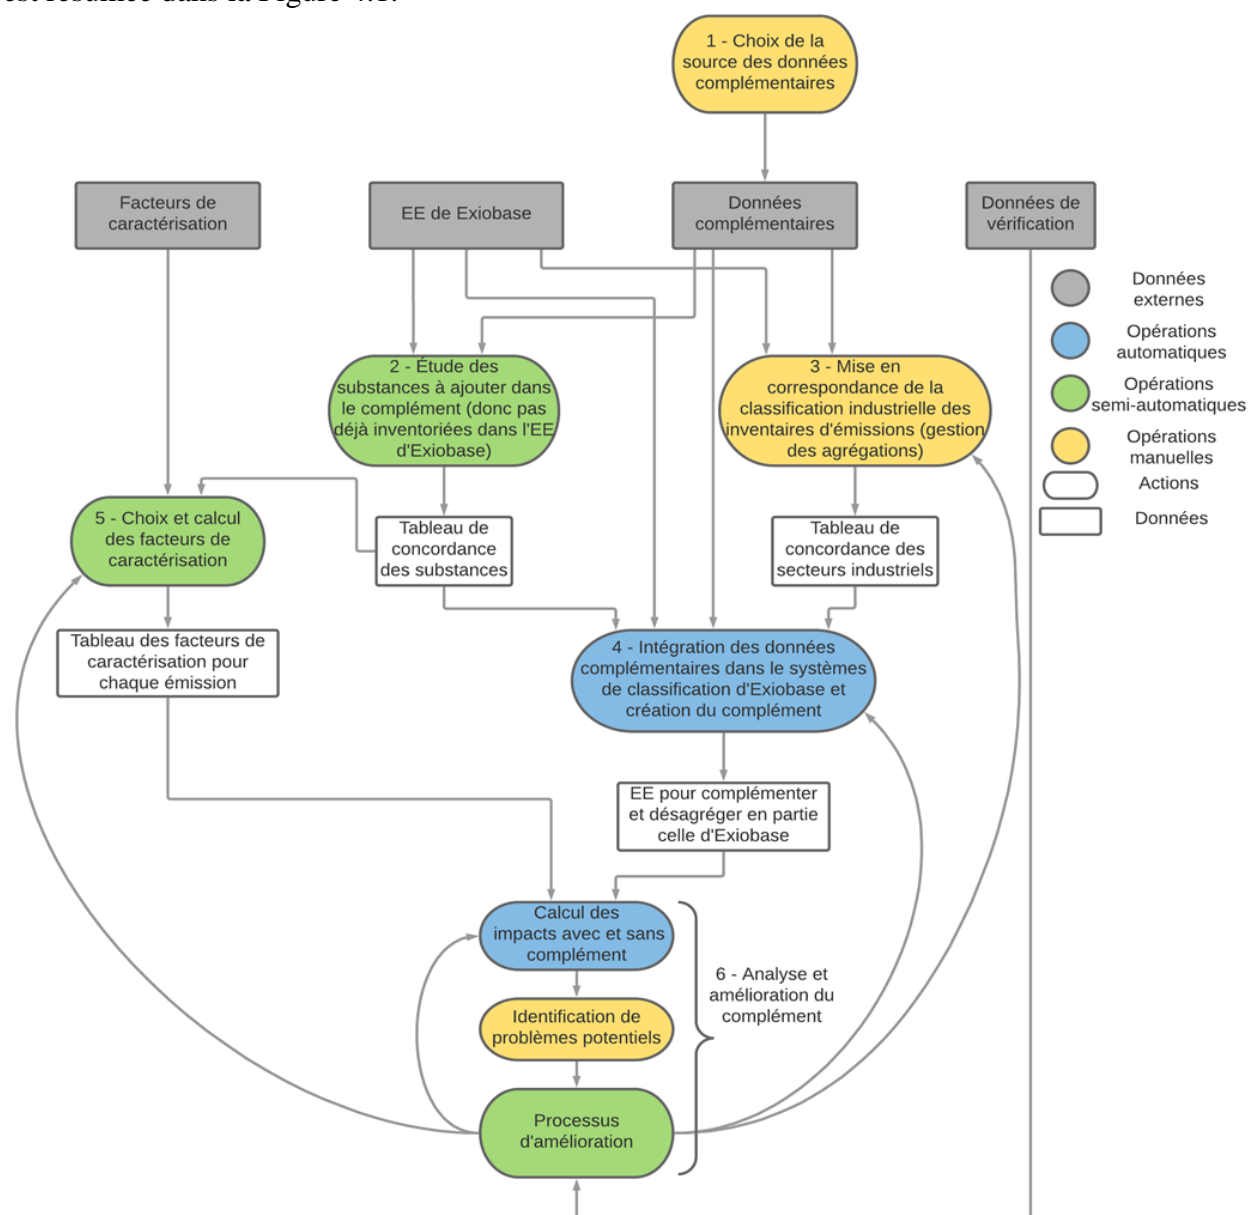 est résumée dans la Figure 4.1.
1 - Choix de la
source des données
complémentaires
Facteurs de
caractérisation
EE de Exiobase
Données
complémentaires
Données de
vérification
Données
externes
Opérations
automatiques
Opérations
semi-automatiques
Opérations
manuelles
Actions
Données
2 - Étude des
substances à ajouter dans
le complément (donc pas
déjà inventoriées dans l'EE
d'Exiobase)
3 - Mise en
correspondance de la
classification industrielle des
inventaires d'émissions (gestion
des agrégations)
5 - Choix et calcul
des facteurs de
caractérisation
Tableau de
concordance
des substances
Tableau de
concordance des
secteurs industriels
Tableau des facteurs de
caractérisation pour
chaque émission
4 - Intégration des données
complémentaires dans le systèmes
de classification d'Exiobase et
création du complément
EE pour complémenter
et désagréger en partie
celle d'Exiobase
Calcul des
impacts avec et sans
complément
6 - Analyse et
amélioration du
complément
Identification de
problèmes potentiels
Processus
d'amélioration